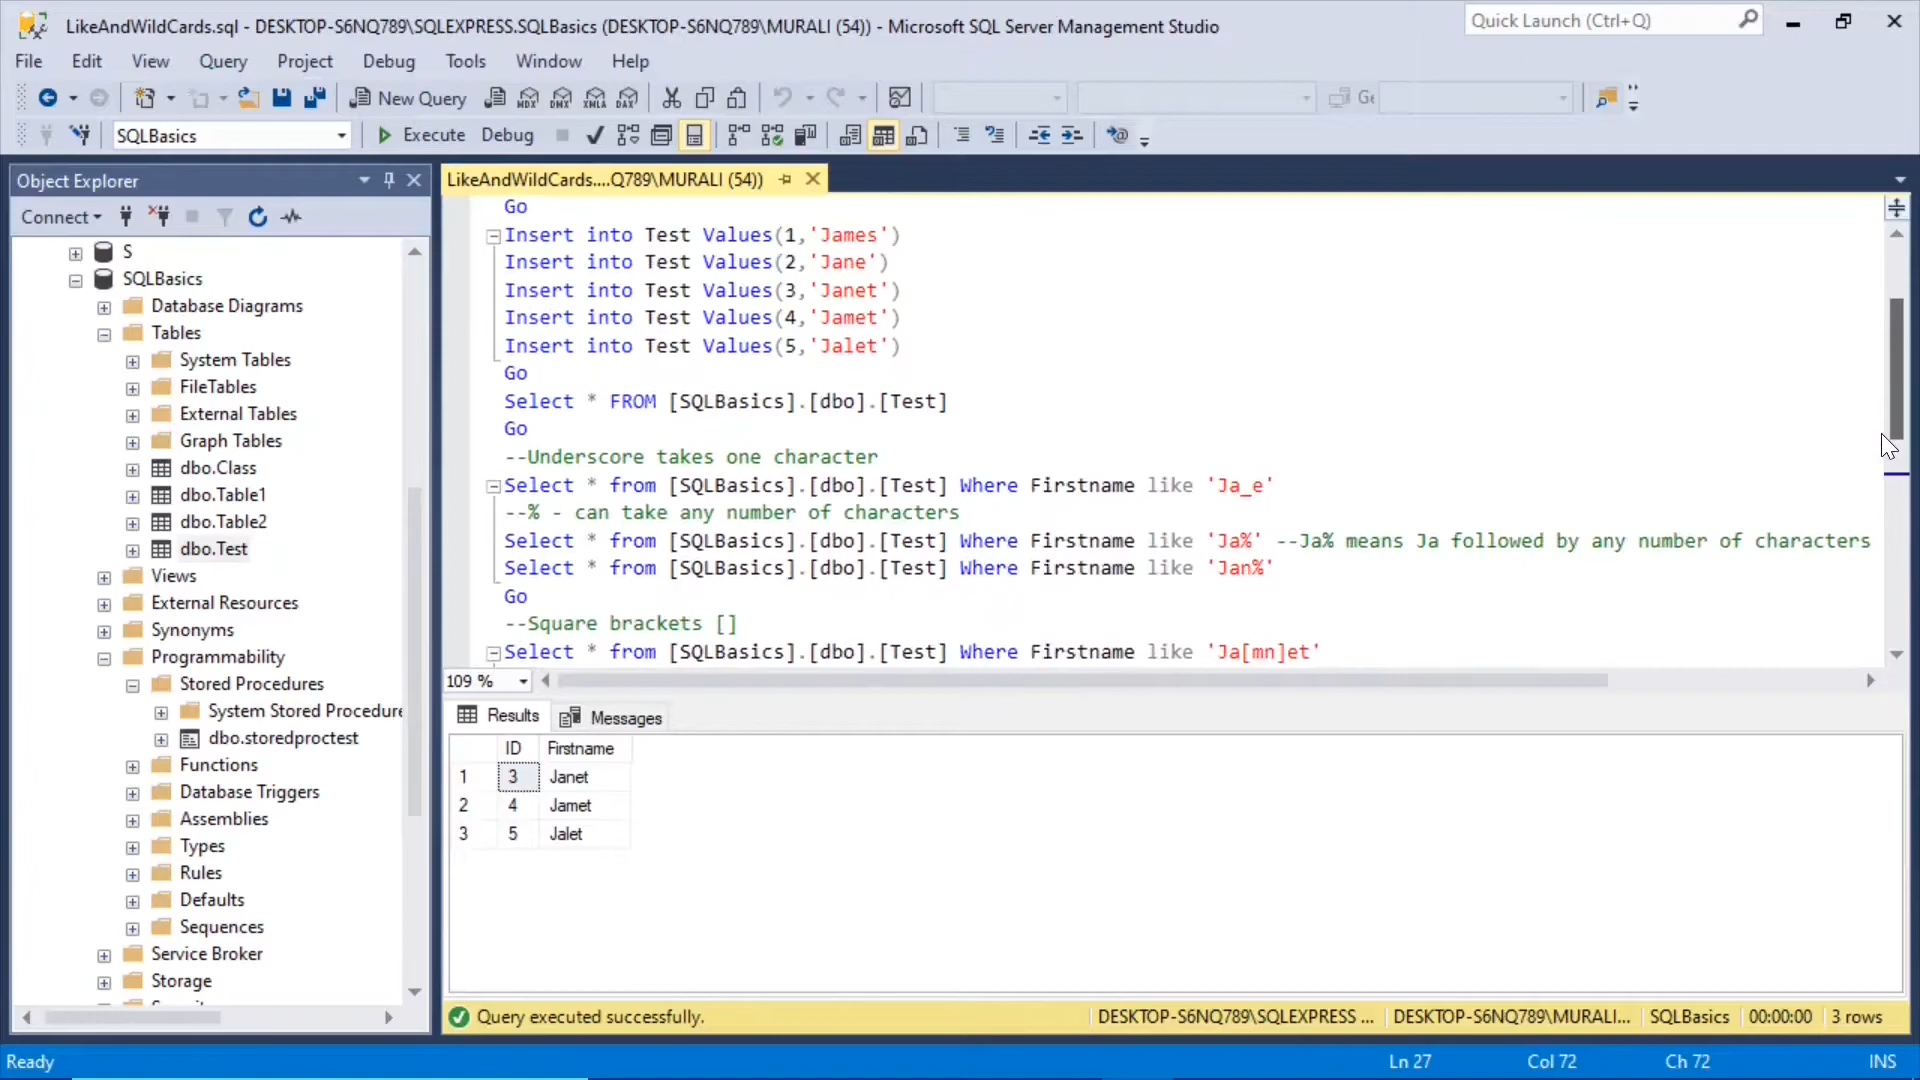 LikeAndWildCards.sql - DESKTOP-S6NQ789\SQLEXPRESS.SQLBasics (DESKTOP-S6NQ789\MURALI (54)) - Microsoft SQL Server Management Studio
Quick Launch (Ctrl+Q)
File Edit View Query Project Debug Tools Window Help
New Query MDX DMX XMLA DAX Ge
SQLBasics Execute Debug
Object Explorer
Connect
S
SQLBasics
Database Diagrams
Tables
System Tables
FileTables
External Tables
Graph Tables
dbo.Class
dbo.Table1
dbo.Table2
dbo.Test
Views
External Resources
Synonyms
Programmability
Stored Procedures
System Stored Procedure
dbo.storedproctest
Functions
Database Triggers
Assemblies
Types
Rules
Defaults
Sequences
Service Broker
Storage
LikeAndWildCards....Q789\MURALI (54))
Go
Insert into Test Values(1,'James')
Insert into Test Values(2,'Jane')
Insert into Test Values(3,'Janet')
Insert into Test Values(4,'Jamet')
Insert into Test Values(5,'Jalet')
Go
Select * FROM [SQLBasics].[dbo].[Test]
Go
--Underscore takes one character
Select * from [SQLBasics].[dbo].[Test] Where Firstname like 'Ja_e'
--% - can take any number of characters
Select * from [SQLBasics].[dbo].[Test] Where Firstname like 'Ja%' --Ja% means Ja followed by any number of characters
Select * from [SQLBasics].[dbo].[Test] Where Firstname like 'Jan%'
Go
--Square brackets []
Select * from [SQLBasics].[dbo].[Test] Where Firstname like 'Ja[mn]et'
109 %
Results Messages
ID Firstname
1 3 Janet
2 4 Jamet
3 5 Jalet
Query executed successfully. DESKTOP-S6NQ789\SQLEXPRESS ... DESKTOP-S6NQ789\MURALI... SQLBasics 00:00:00 3 rows
Ready Ln 27 Col 72 Ch 72 INS